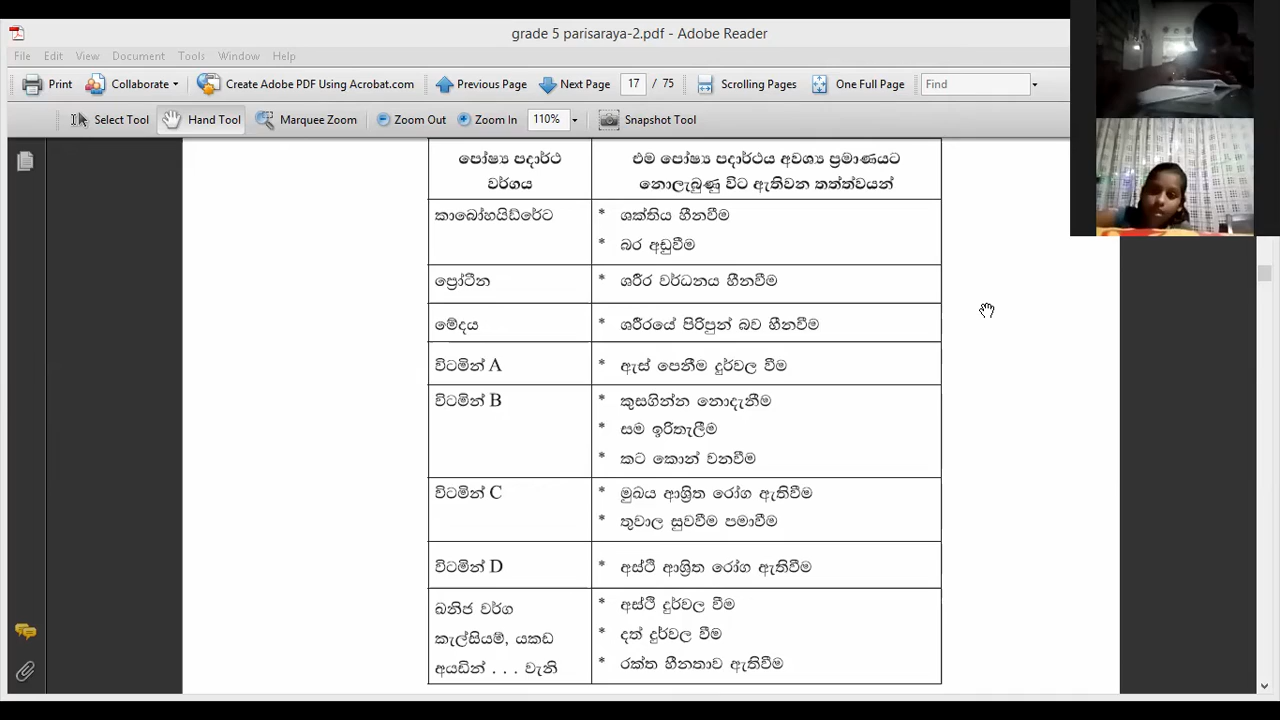 grade 5 parisaraya-2.pdf - Adobe Reader
File Edit View Document Tools Window Help
Print Collaborate Create Adobe PDF Using Acrobat.com Previous Page Next Page 17 / 75 Scrolling Pages One Full Page Find
Select Tool Hand Tool Marquee Zoom Zoom Out Zoom In 110% Snapshot Tool
පෝෂ්‍ය පදාර්ථ
වර්ගය
එම පෝෂ්‍ය පදාර්ථය අවශ්‍ය ප්‍රමාණයට
නොලැබුණු විට ඇතිවන තත්ත්වයන්
කාබෝහයිඩ්රේට
* ශක්තිය හීනවීම
* බර අඩුවීම
ප්‍රෝටීන
* ශරීර වර්ධනය හීනවීම
මේදය
* ශරීරයේ පිරිපුන් බව හීනවීම
විටමින් A
* ඇස් පෙනීම දුර්වල වීම
විටමින් B
* කුසගින්න නොදැනීම
* සම ඉරිතැලීම
* කට කොන් වනවීම
විටමින් C
* මුඛය ආශ්‍රිත රෝග ඇතිවීම
* තුවාල සුවවීම පමාවීම
විටමින් D
* අස්ථි ආශ්‍රිත රෝග ඇතිවීම
ඛනිජ වර්ග
කැල්සියම්, යකඩ
අයඩින් . . . වැනි
* අස්ථි දුර්වල වීම
* දත් දුර්වල වීම
* රක්ත හීනතාව ඇතිවීම